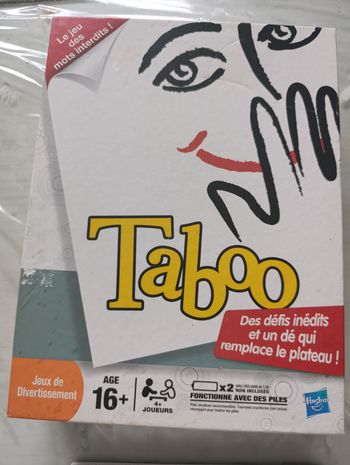 Le jeu
des
mots interdits !
Taboo
Des défis inédits
et un dé qui
remplace le plateau !
Jeux de
Divertissement
AGE
16+
4+
JOUEURS
x2
NON INCLUSES
FONCTIONNE AVEC DES PILES
Hasbro